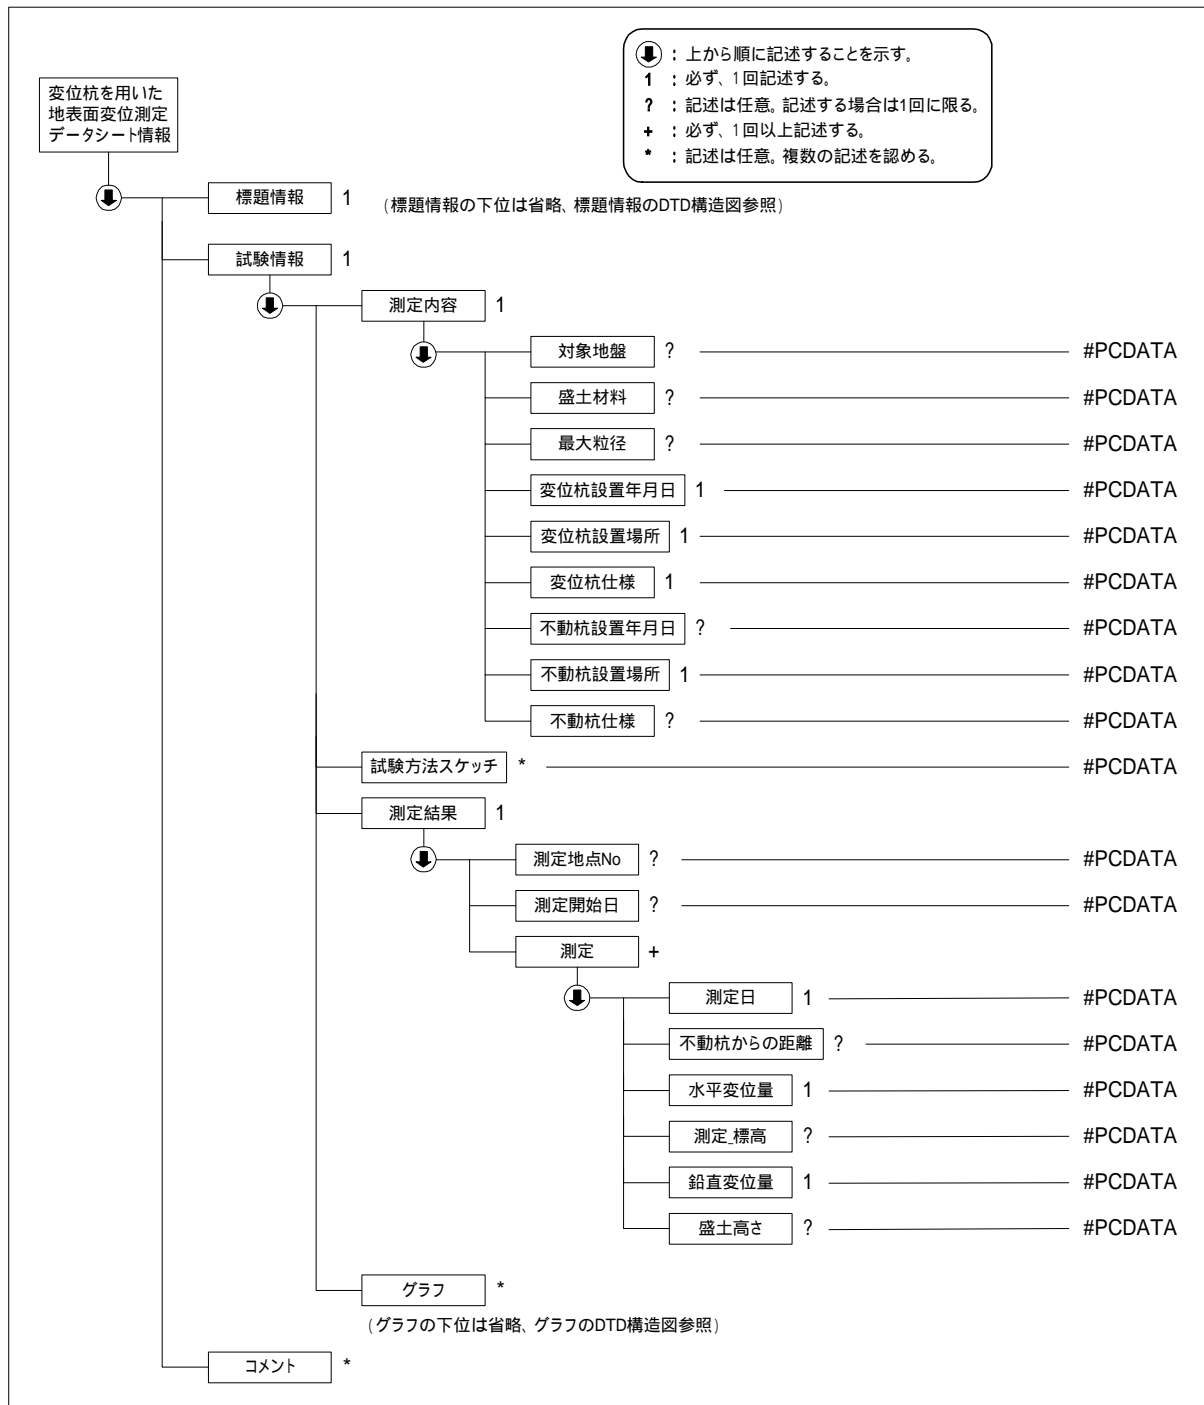 : 上から順に記述することを示す。
1 : 必ず、1回記述する。
? : 記述は任意。記述する場合は1回に限る。
+ : 必ず、1回以上記述する。
* : 記述は任意。複数の記述を認める。
変位杭を用いた
地表面変位測定
データシート情報
標題情報 1 (標題情報の下位は省略、標題情報のDTD構造図参照)
試験情報 1
測定内容 1
対象地盤 ? #PCDATA
盛土材料 ? #PCDATA
最大粒径 ? #PCDATA
変位杭設置年月日 1 #PCDATA
変位杭設置場所 1 #PCDATA
変位杭仕様 1 #PCDATA
不動杭設置年月日 ? #PCDATA
不動杭設置場所 1 #PCDATA
不動杭仕様 ? #PCDATA
試験方法スケッチ * #PCDATA
測定結果 1
測定地点No ? #PCDATA
測定開始日 ? #PCDATA
測定 +
測定日 1 #PCDATA
不動杭からの距離 ? #PCDATA
水平変位量 1 #PCDATA
測定_標高 ? #PCDATA
鉛直変位量 1 #PCDATA
盛土高さ ? #PCDATA
グラフ *
(グラフの下位は省略、グラフのDTD構造図参照)
コメント *